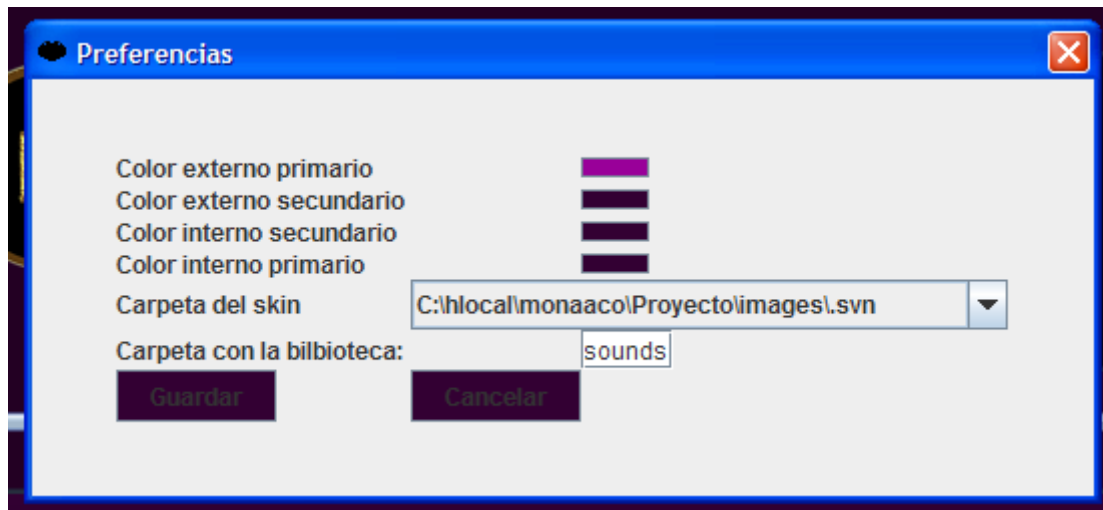 Preferencias
Color externo primario
Color externo secundario
Color interno secundario
Color interno primario
Carpeta del skin C:\hlocal\monaaco\Proyecto\images\.svn
Carpeta con la bilbioteca: sounds
Guardar Cancelar